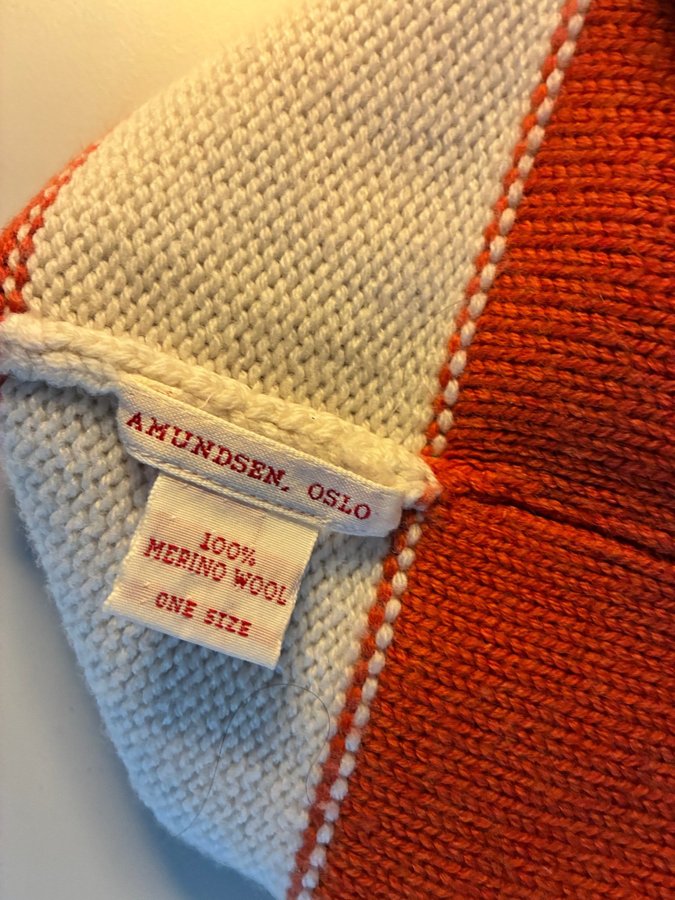 AMUNDSEN, OSLO
100%
MERINO WOOL
ONE SIZE